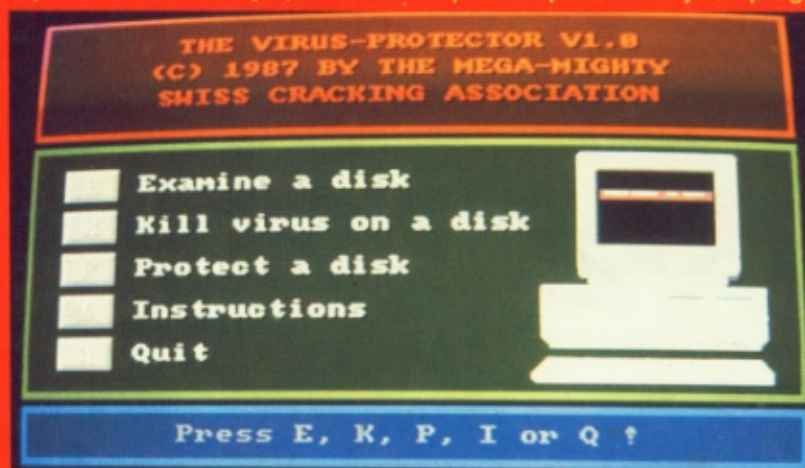 THE VIRUS-PROTECTOR V1.0
(C) 1987 BY THE MEGA-MIGHTY
SWISS CRACKING ASSOCIATION
Examine a disk
Kill virus on a disk
Protect a disk
Instructions
Quit
Press E, K, P, I or Q !